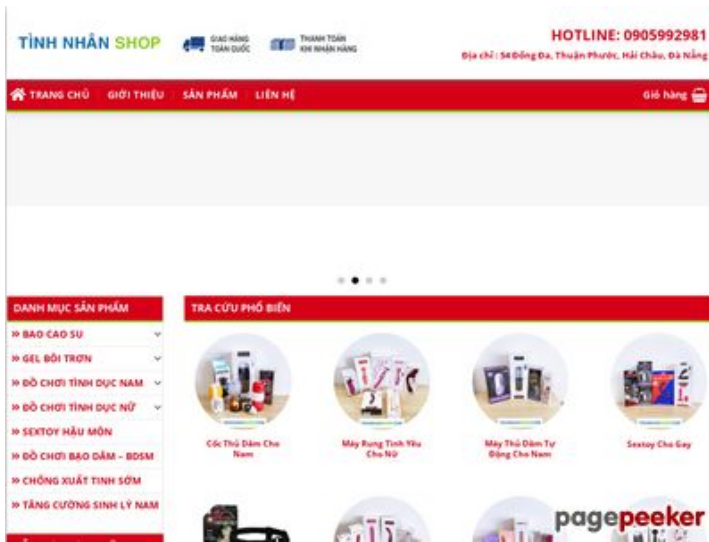 TÌNH NHÂN SHOP
GIAO HÀNG
TOÀN QUỐC
THANH TOÁN
KHI NHẬN HÀNG
HOTLINE: 0905992981
Địa chỉ : 54 Đống Đa, Thuận Phước, Hải Châu, Đà Nẵng
TRANG CHỦ
GIỚI THIỆU
SẢN PHẨM
LIÊN HỆ
Giỏ hàng
DANH MỤC SẢN PHẨM
TRA CỨU PHỔ BIẾN
» BAO CAO SU
» GEL BÔI TRƠN
» ĐỒ CHƠI TÌNH DỤC NAM
» ĐỒ CHƠI TÌNH DỤC NỮ
» SEXTOY HẬU MÔN
» ĐỒ CHƠI BẠO DÂM – BDSM
» CHỐNG XUẤT TINH SỚM
» TĂNG CƯỜNG SINH LÝ NAM
Cốc Thủ Dâm Cho
Nam
Máy Rung Tình Yêu
Cho Nữ
Máy Thủ Dâm Tự
Động Cho Nam
Sextoy Cho Gay
pagepeeker